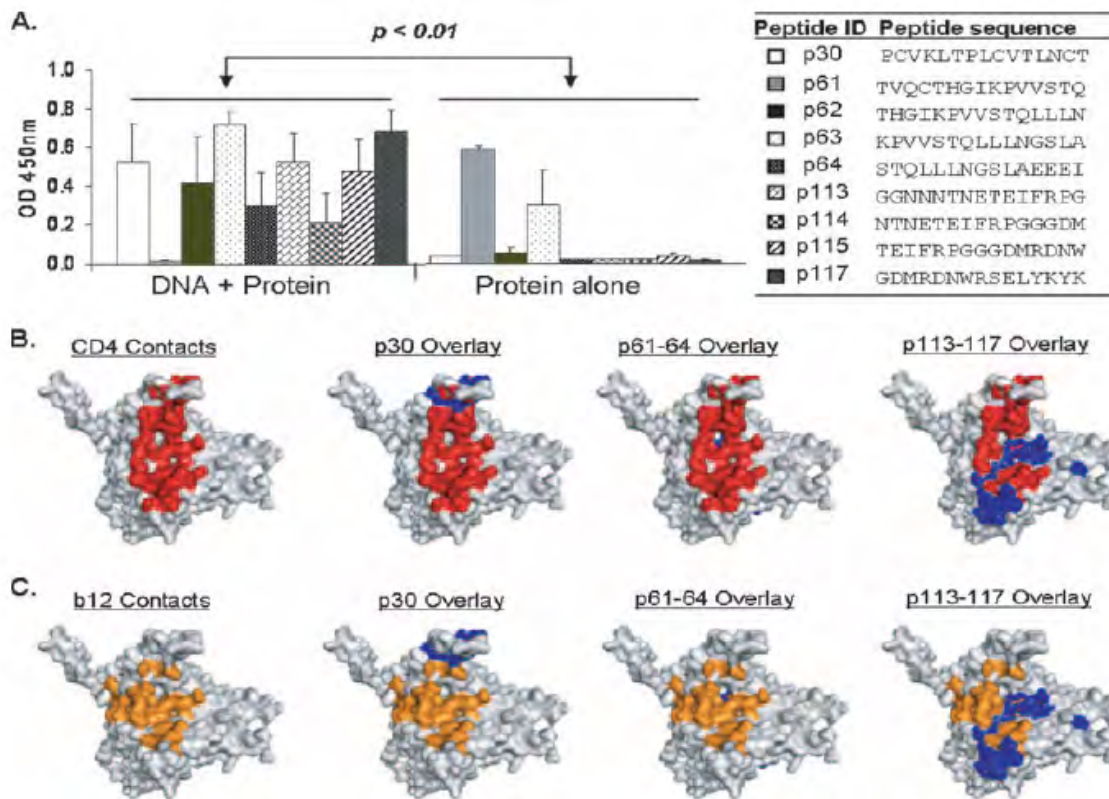 A.
p < 0.01
OD 450nm
1.0
0.8
0.6
0.4
0.2
0.0
DNA + Protein
Protein alone
Peptide ID Peptide sequence
p30 PCVKLTPLCVTLNCT
p61 TVQCTHGIKPVVSTQ
p62 THGIKPVVSTQLLLN
p63 KPVVSTQLLLNGSLA
p64 STQLLLNGSLAEEEI
p113 GGNNNTNETEIFRPG
p114 NTNETEIFRPGGGDM
p115 TEIFRPGGGDMRDNW
p117 GDMRDNWRSELYKYK
B.
CD4 Contacts
p30 Overlay
p61-64 Overlay
p113-117 Overlay
C.
b12 Contacts
p30 Overlay
p61-64 Overlay
p113-117 Overlay